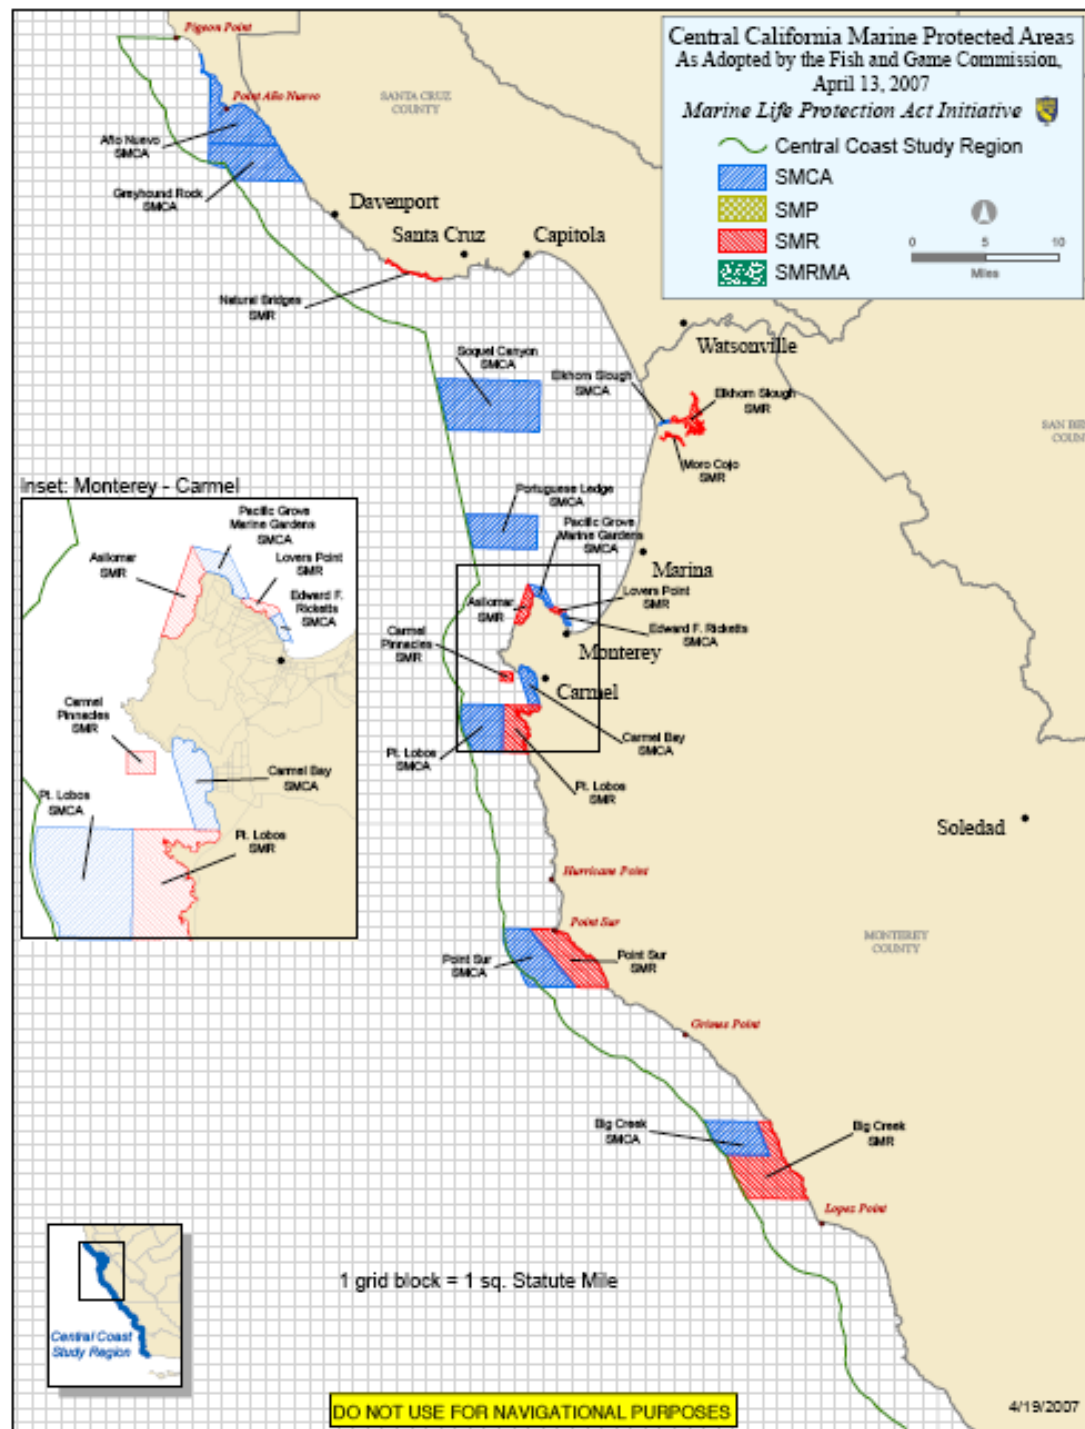 Central California Marine Protected Areas
As Adopted by the Fish and Game Commission,
April 13, 2007
Marine Life Protection Act Initiative
Central Coast Study Region
SMCA
SMP
SMR
SMRMA
0 5 10
Miles
Pigeon Point
SANTA CRUZ
COUNTY
Point Año Nuevo
Año Nuevo
SMCA
Greyhound Rock
SMCA
Davenport
Santa Cruz
Capitola
Natural Bridges
SMR
Watsonville
Soquel Canyon
SMCA
Elkhorn Slough
SMCA
Elkhorn Slough
SMR
SAN BE
COUN
Moro Cojo
SMR
Portuguese Ledge
SMCA
Pacific Grove
Marine Gardens
SMCA
Marina
Asilomar
SMR
Lovers Point
SMR
Edward F. Ricketts
SMCA
Monterey
Carmel
Pinnacles
SMR
Carmel
Carmel Bay
SMCA
Pt. Lobos
SMCA
Pt. Lobos
SMR
Soledad
Inset: Monterey - Carmel
Pacific Grove
Marine Gardens
SMCA
Asilomar
SMR
Lovers Point
SMR
Edward F.
Ricketts
SMCA
Carmel
Pinnacles
SMR
Carmel Bay
SMCA
Pt. Lobos
SMCA
Pt. Lobos
SMR
Hurricane Point
Point Sur
Point Sur
SMCA
Point Sur
SMR
MONTEREY
COUNTY
Grimes Point
Big Creek
SMCA
Big Creek
SMR
Lopez Point
1 grid block = 1 sq. Statute Mile
Central Coast
Study Region
DO NOT USE FOR NAVIGATIONAL PURPOSES
4/19/2007